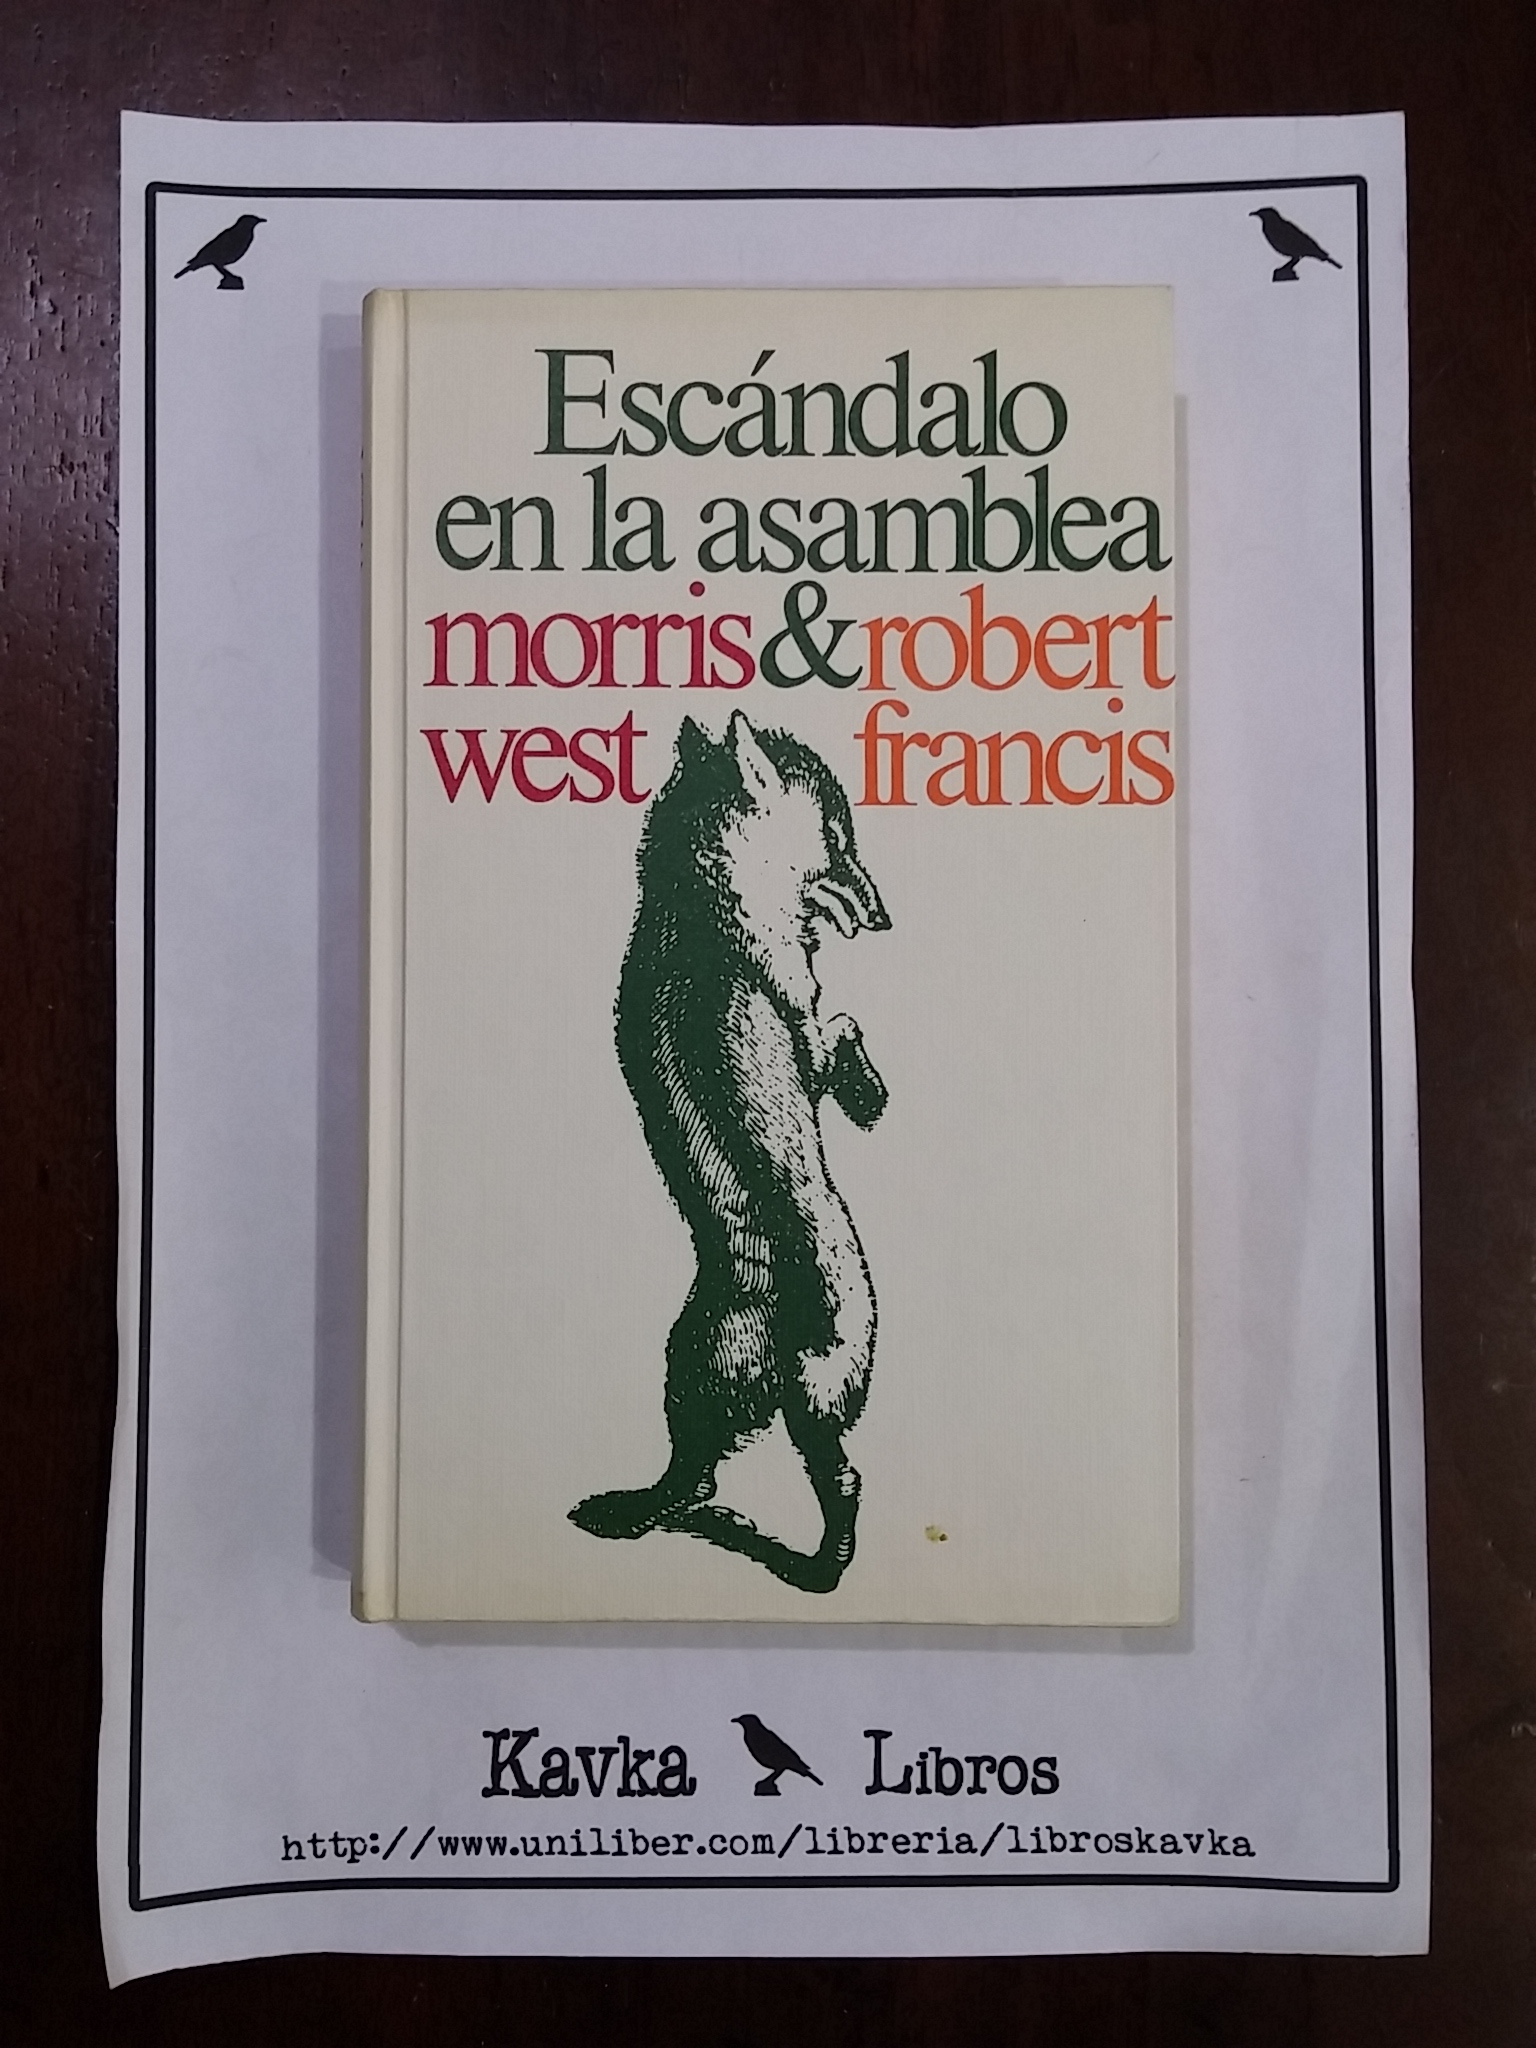 Escándalo
en la asamblea
morris & robert
west francis
Kavka Libros
http://www.uniliber.com/libreria/libroskavka